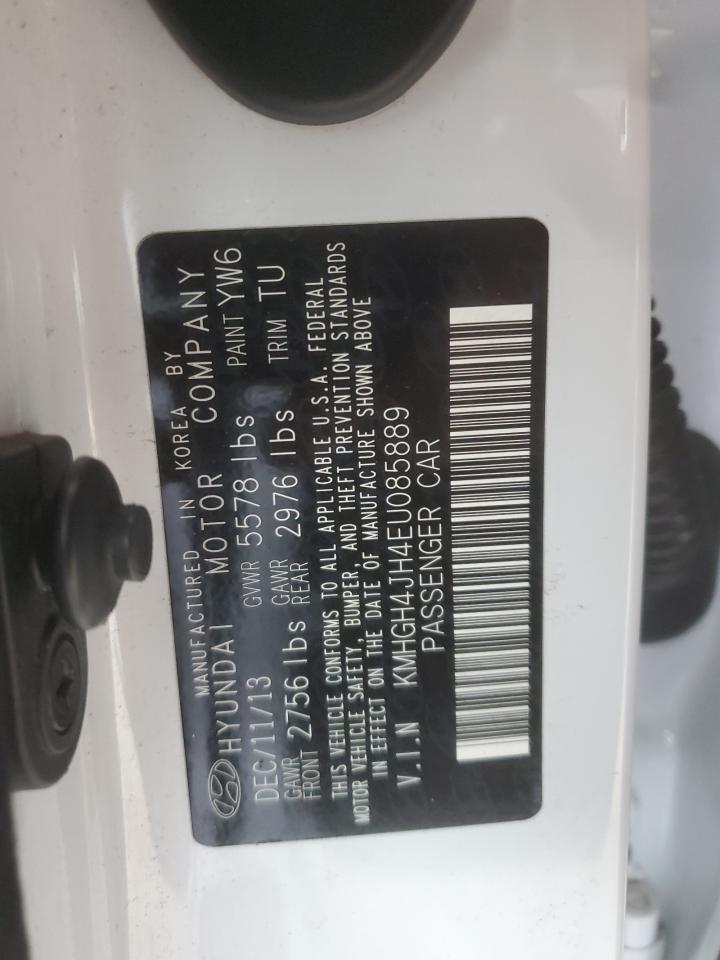 MANUFACTURED IN KOREA BY
HYUNDAI MOTOR COMPANY
DEC/11/13 GVWR 5578 lbs PAINT YW6
GAWR FRONT 2756 lbs GAWR REAR 2976 lbs TRIM TU
THIS VEHICLE CONFORMS TO ALL APPLICABLE U.S.A. FEDERAL
MOTOR VEHICLE SAFETY, BUMPER, AND THEFT PREVENTION STANDARDS
IN EFFECT ON THE DATE OF MANUFACTURE SHOWN ABOVE
V.I.N KMHGH4JH4EU085889
PASSENGER CAR